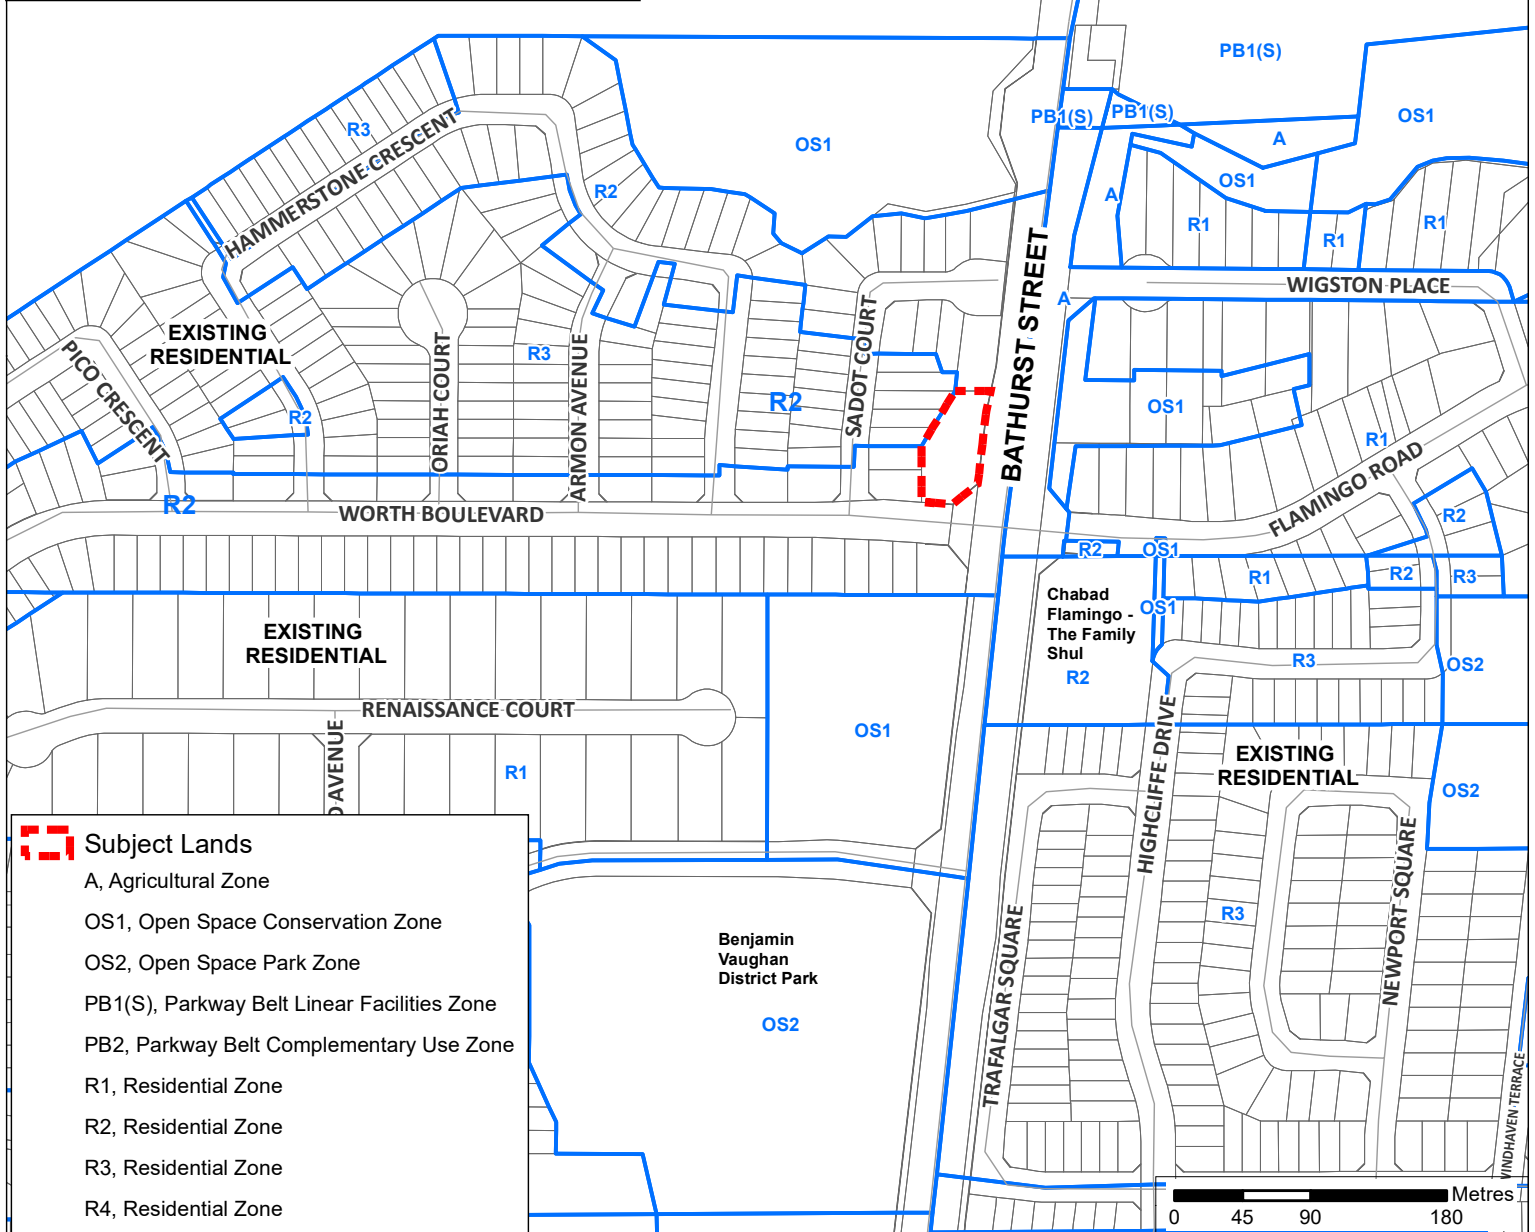 PB1(S)
OS1
PB1(S)
PB1(S)
R3
OS1
A
HAMMERSTONE CRESCENT
R2
OS1
A
R1
R1
R1
BATHURST STREET
WIGSTON PLACE
A
EXISTING
RESIDENTIAL
PICO CRESCENT
ORIAH COURT
R3
ARMON AVENUE
SADOT COURT
R2
R2
OS1
R1
FLAMINGO ROAD
R2
WORTH BOULEVARD
R2
R2
OS1
R1
R2
R3
Chabad
Flamingo -
The Family
Shul
OS1
R2
EXISTING
RESIDENTIAL
R3
OS2
RENAISSANCE COURT
AVENUE
OS1
R1
HIGHCLIFFE DRIVE
EXISTING
RESIDENTIAL
OS2
NEWPORT SQUARE
R3
TRAFALGAR SQUARE
Benjamin
Vaughan
District Park
OS2
WINDHAVEN TERRACE
Subject Lands
A, Agricultural Zone
OS1, Open Space Conservation Zone
OS2, Open Space Park Zone
PB1(S), Parkway Belt Linear Facilities Zone
PB2, Parkway Belt Complementary Use Zone
R1, Residential Zone
R2, Residential Zone
R3, Residential Zone
R4, Residential Zone
Metres
0 45 90 180